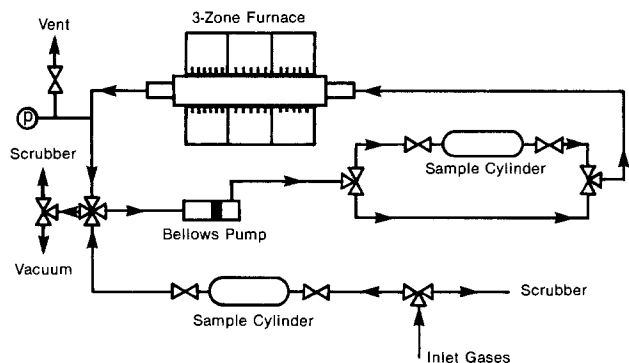 3-Zone Furnace
Vent
P
Scrubber
Sample Cylinder
Bellows Pump
Vacuum
Scrubber
Sample Cylinder
Inlet Gases